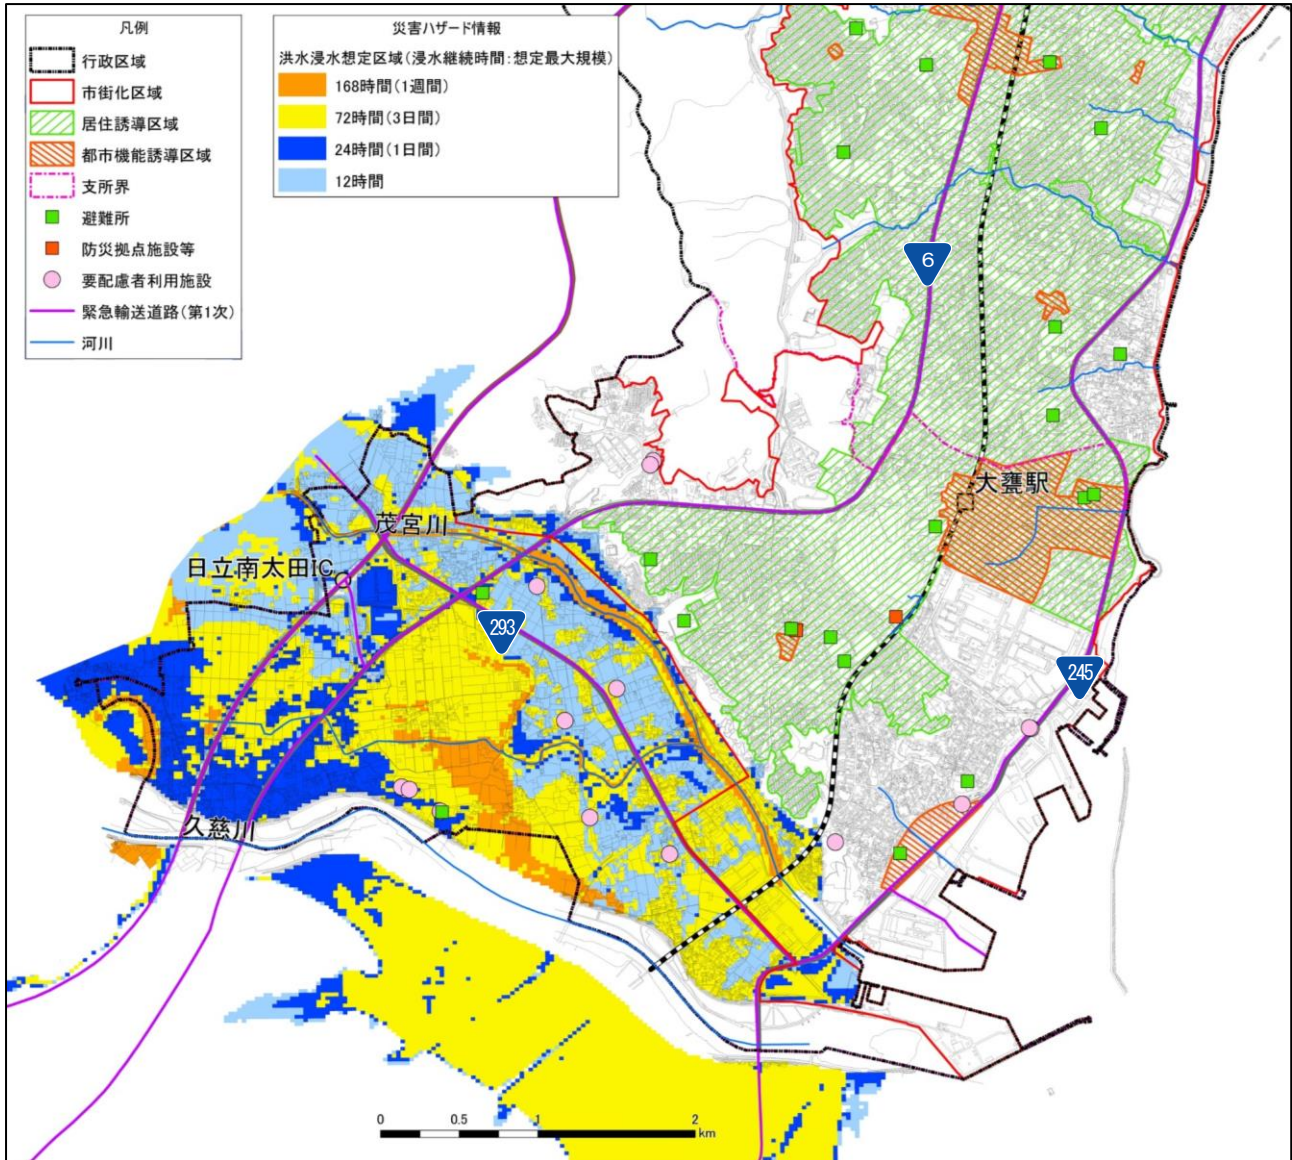 凡例
行政区域
市街化区域
居住誘導区域
都市機能誘導区域
支所界
避難所
防災拠点施設等
要配慮者利用施設
緊急輸送道路(第1次)
河川
災害ハザード情報
洪水浸水想定区域(浸水継続時間:想定最大規模)
168時間(1週間)
72時間(3日間)
24時間(1日間)
12時間
6
大甕駅
茂宮川
日立南太田IC
293
245
久慈川
0 0.5 1 2
km